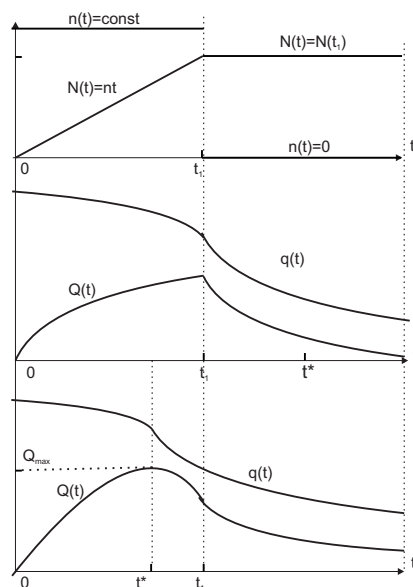 n(t)=const
N(t)=N(t₁)
N(t)=nt
n(t)=0
0
t₁
t
q(t)
Q(t)
0
t₁
t*
Qmax
Q(t)
q(t)
0
t*
t₁
t